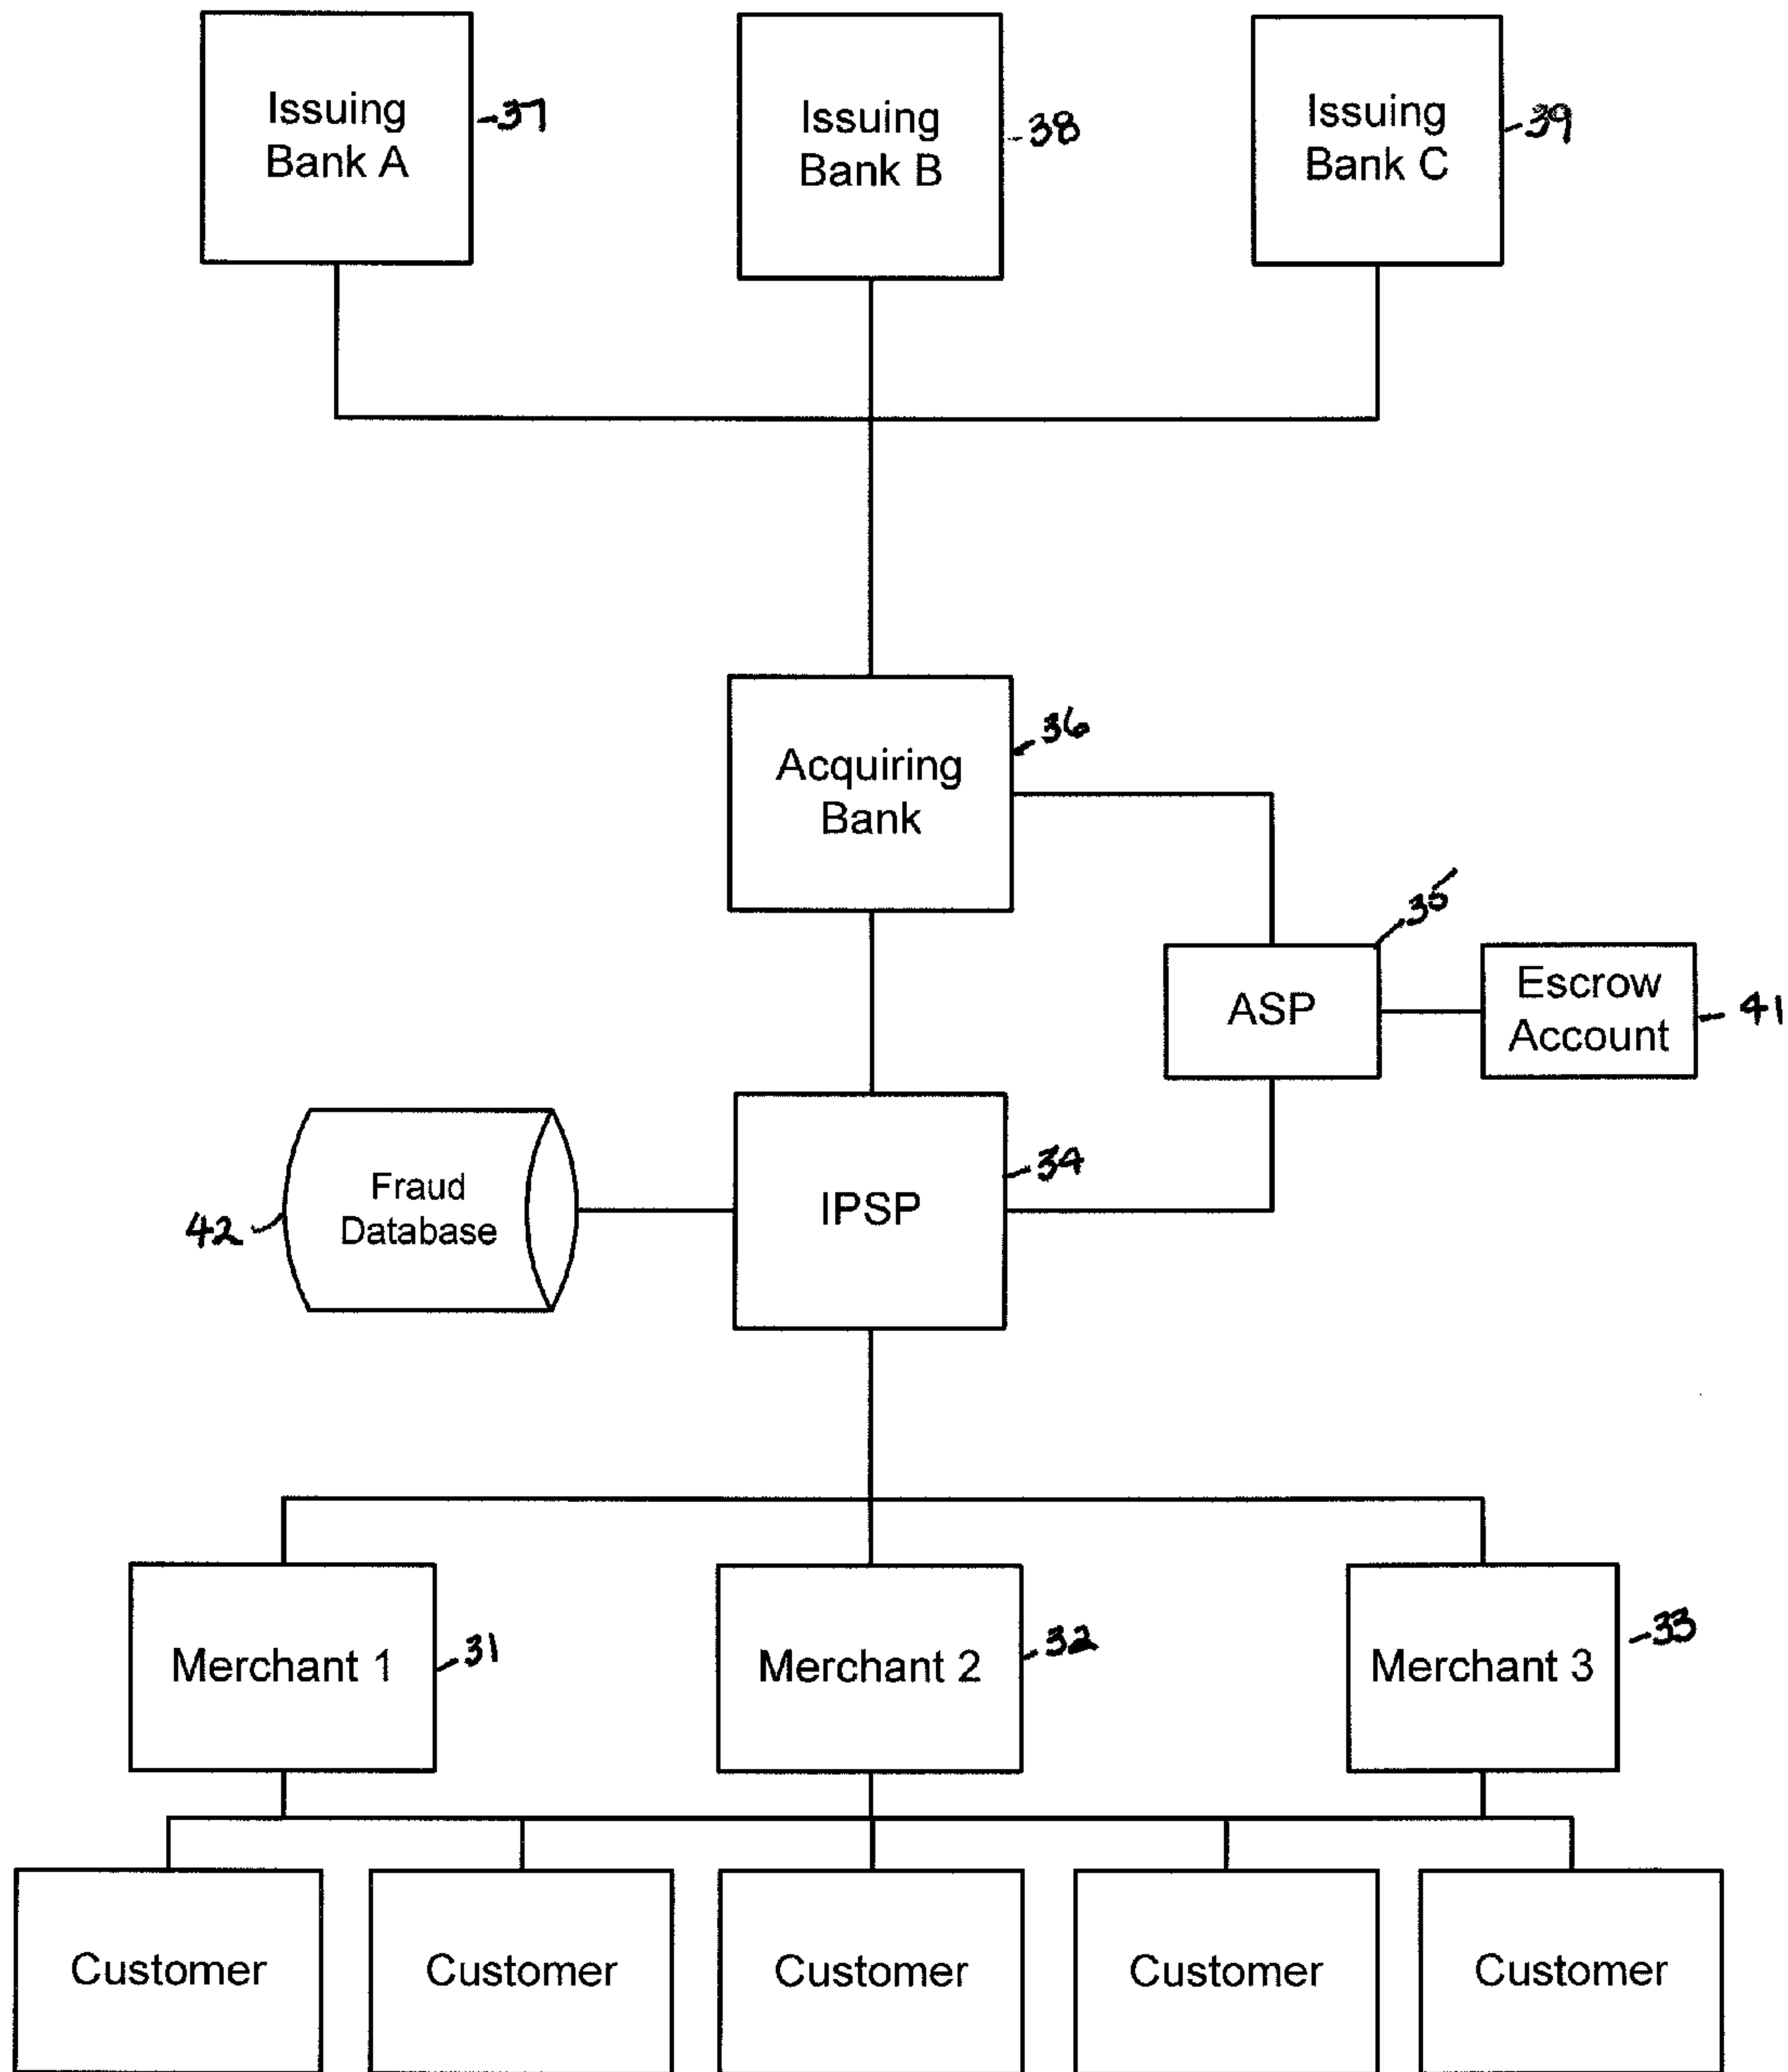 Issuing
Bank A
37
Issuing
Bank B
38
Issuing
Bank C
39
Acquiring
Bank
36
35
ASP
Escrow
Account
41
Fraud
Database
42
IPSP
34
Merchant 1
31
Merchant 2
32
Merchant 3
33
Customer
Customer
Customer
Customer
Customer